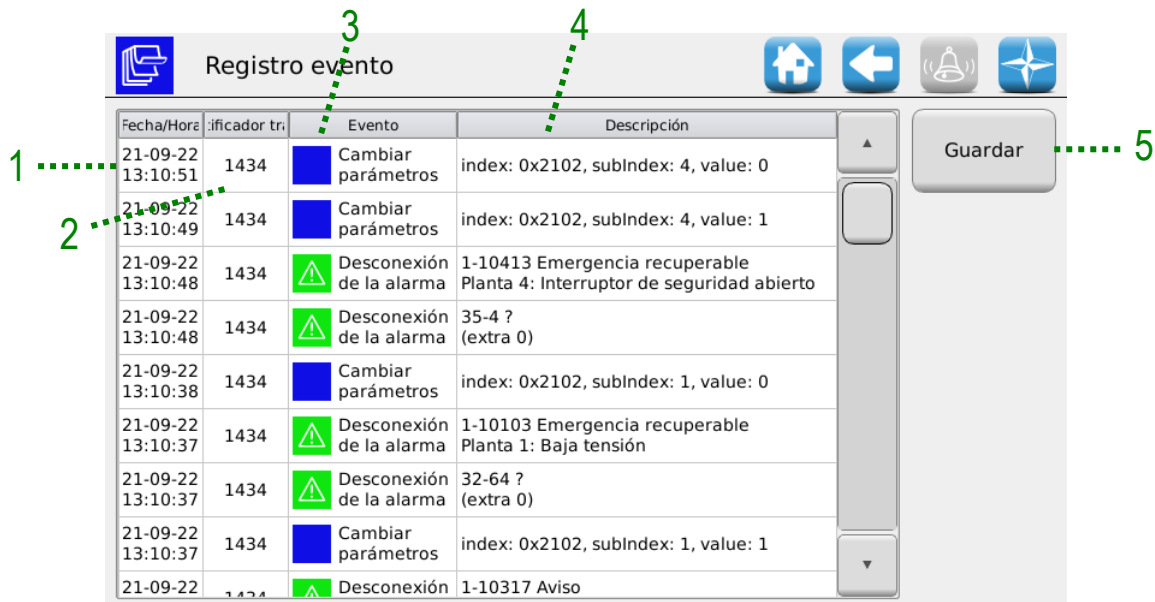 3
4
Registro evento
Fecha/Hora :ificador tra Evento Descripción
1
2
5
Guardar
21-09-22
13:10:51
1434
Cambiar
parámetros
index: 0x2102, subIndex: 4, value: 0
21-09-22
13:10:49
1434
Cambiar
parámetros
index: 0x2102, subIndex: 4, value: 1
21-09-22
13:10:48
1434
Desconexión
de la alarma
1-10413 Emergencia recuperable
Planta 4: Interruptor de seguridad abierto
21-09-22
13:10:48
1434
Desconexión
de la alarma
35-4 ?
(extra 0)
21-09-22
13:10:38
1434
Cambiar
parámetros
index: 0x2102, subIndex: 1, value: 0
21-09-22
13:10:37
1434
Desconexión
de la alarma
1-10103 Emergencia recuperable
Planta 1: Baja tensión
21-09-22
13:10:37
1434
Desconexión
de la alarma
32-64 ?
(extra 0)
21-09-22
13:10:37
1434
Cambiar
parámetros
index: 0x2102, subIndex: 1, value: 1
21-09-22
Desconexión
1-10317 Aviso